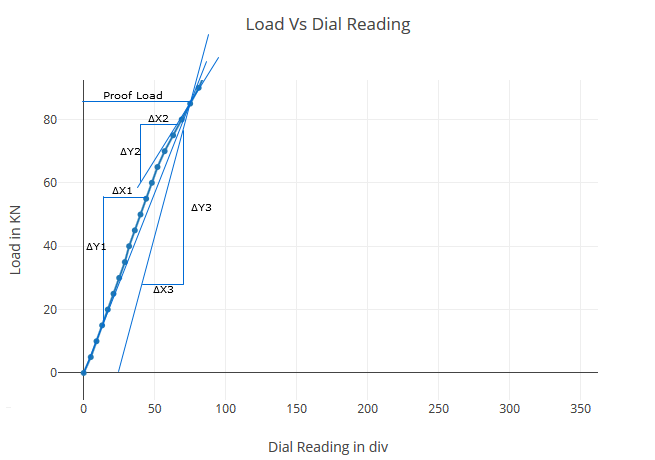 Load Vs Dial Reading
Proof Load
ΔX2
80
ΔY2
60
ΔX1
ΔY3
Load in KN
40
ΔY1
ΔX3
20
0
0 50 100 150 200 250 300 350
Dial Reading in div